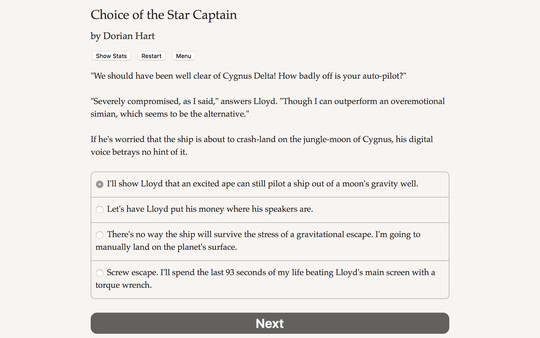 Choice of the Star Captain
by Dorian Hart
Show Stats Restart Menu
"We should have been well clear of Cygnus Delta! How badly off is your auto-pilot?"
"Severely compromised, as I said," answers Lloyd. "Though I can outperform an overemotional
simian, which seems to be the alternative."
If he's worried that the ship is about to crash-land on the jungle-moon of Cygnus, his digital
voice betrays no hint of it.
I'll show Lloyd that an excited ape can still pilot a ship out of a moon's gravity well.
Let's have Lloyd put his money where his speakers are.
There's no way the ship will survive the stress of a gravitational escape. I'm going to
manually land on the planet's surface.
Screw escape. I'll spend the last 93 seconds of my life beating Lloyd's main screen with a
torque wrench.
Next